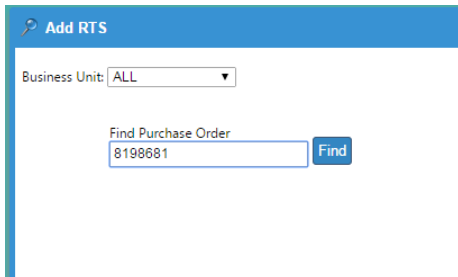 Add RTS
Business Unit: ALL
Find Purchase Order
8198681 Find